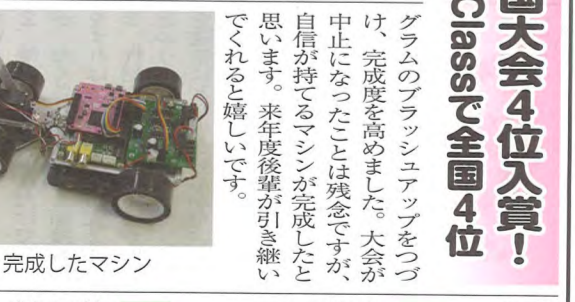 国大会4位入賞！
Classで全国4位
グラムのブラッシュアップをつづ
け、完成度を高めました。大会が
中止になったことは残念ですが、
自信が持てるマシンが完成したと
思います。来年度後輩が引き継い
でくれると嬉しいです。
完成したマシン